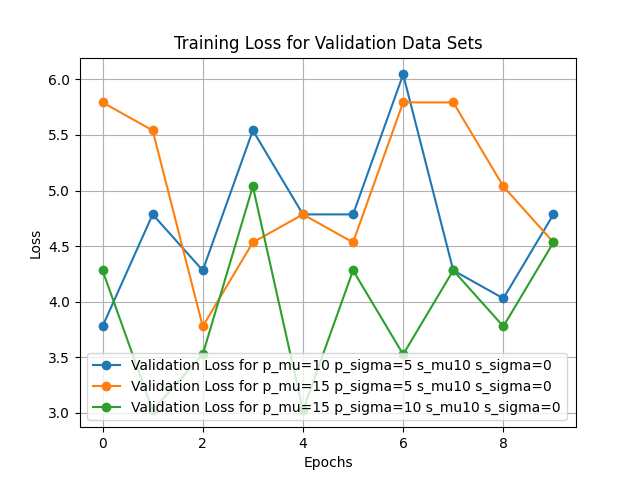 Training Loss for Validation Data Sets
Loss
6.0
5.5
5.0
4.5
4.0
3.5
3.0
Validation Loss for p_mu=10 p_sigma=5 s_mu10 s_sigma=0
Validation Loss for p_mu=15 p_sigma=5 s_mu10 s_sigma=0
Validation Loss for p_mu=15 p_sigma=10 s_mu10 s_sigma=0
0 2 4 6 8
Epochs